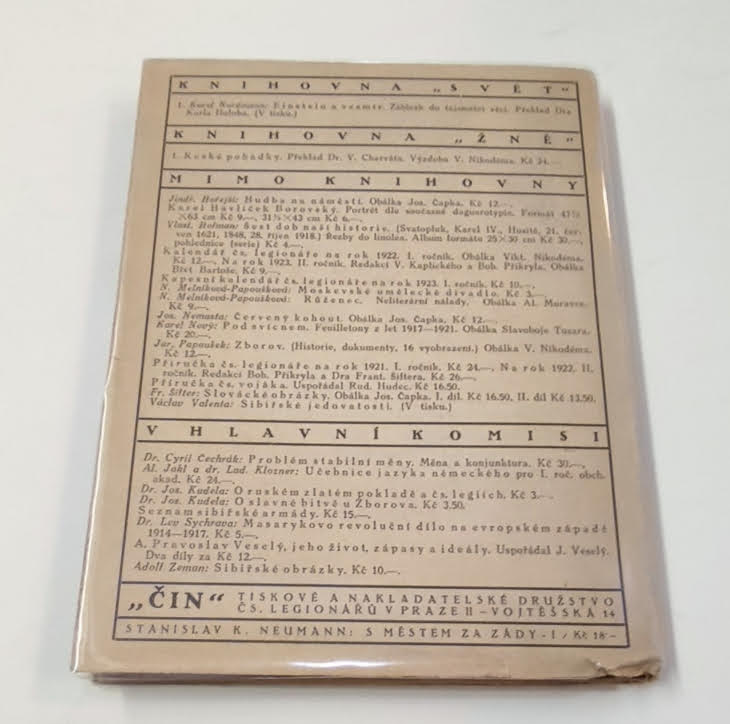 KNIHOVNA „SVĚT“
1. Karel Nordmann: Einstein a vesmír. Záblesk do tajemství věcí. Překlad Dra
Karla Holuba. (V tisku.)
KNIHOVNA „ŽNĚ“
1. Ruské pohádky. Překlad Dr. V. Charváta. Výzdoba V. Nikodéma. Kč 24.—
MIMO KNIHOVNY
Jindř. Hořejší: Hudba na náměstí. Obálka Jos. Čapka. Kč 12.—.
Karel Havlíček Borovský. Portrét dle současné daguerotypie. Formát 47½
×63 cm Kč 9.—, 31½×43 cm Kč 6.—.
Vlast. Hofman: Šest dob naší historie. (Svatopluk, Karel IV., Husité, 21. čer-
ven 1621, 1848, 28. říjen 1918.) Řezby do linolea. Album formátu 25×30 cm Kč 30.—,
pohlednice (serie) Kč 4.—.
Kalendář čs. legionáře na rok 1922. I. ročník. Obálka Vikt. Nikodéma.
Kč 12.—. Na rok 1923. II. ročník. Redakcí V. Kaplického a Boh. Přikryla. Obálka
Břet. Bartoše, Kč 9.—.
Kapesní kalendář čs. legionáře na rok 1923. I. ročník. Kč 10.—.
N. Melniková-Papoušková: Moskevské umělecké divadlo. Kč 3.—.
N. Melniková-Papoušková: Růženec. Neliterární nálady. Obálka Al. Moravce.
Kč 9.—.
Jos. Nemasta: Červený kohout. Obálka Jos. Čapka. Kč 12.—.
Karel Nový: Pod svícnem. Feuilletony z let 1917—1921. Obálka Slavoboje Tusara.
Kč 20.—.
Jar. Papoušek: Zborov. (Historie, dokumenty, 16 vyobrazení.) Obálka V. Nikodéma.
Kč 12.—.
Příručka čs. legionáře na rok 1921. I. ročník. Kč 24.—. Na rok 1922. II.
ročník. Redakcí Boh. Přikryla a Dra Frant. Šiftera. Kč 26.—.
Příručka čs. vojáka. Uspořádal Rud. Hudec. Kč 16.50.
Fr. Šifter: Slovácké obrázky. Obálka Jos. Čapka. I. díl. Kč 16.50, II. díl Kč 13.50.
Václav Valenta: Sibiřské jedovatosti. (V tisku.)
V HLAVNÍ KOMISI
Dr. Cyril Čechrák: Problém stabilní měny. Měna a konjunktura. Kč 30.—.
Al. Jokl a dr. Lad. Klozner: Učebnice jazyka německého pro I. roč. obch.
akad. Kč 24.—.
Dr. Jos. Kudela: O ruském zlatém pokladě a čs. legiích. Kč 3.—.
Dr. Jos. Kudela: O slavné bitvě u Zborova. Kč 3.50.
Seznam sibiřské armády. Kč 15.—.
Dr. Lev Sychrava: Masarykovo revoluční dílo na evropském západě
1914—1917. Kč 5.—.
A. Pravoslav Veselý, jeho život, zápasy a ideály. Uspořádal J. Veselý.
Dva díly za Kč 12.—.
Adolf Zeman: Sibiřské obrázky. Kč 10.—.
„ČIN“ TISKOVÉ A NAKLADATELSKÉ DRUŽSTVO
ČS. LEGIONÁŘŮ V PRAZE II – VOJTĚŠSKÁ 14
STANISLAV K. NEUMANN: S MĚSTEM ZA ZÁDY - I / Kč 18·–